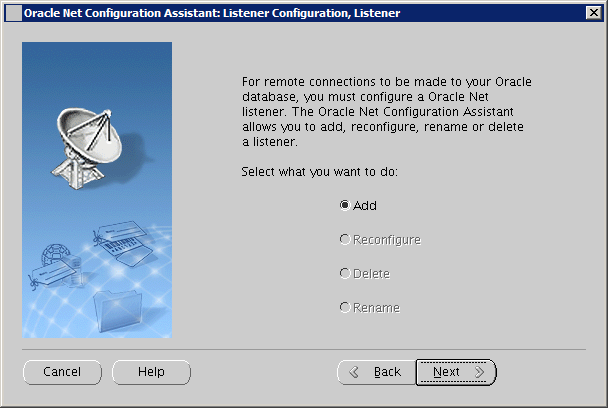 Oracle Net Configuration Assistant: Listener Configuration, Listener
For remote connections to be made to your Oracle
database, you must configure a Oracle Net
listener. The Oracle Net Configuration Assistant
allows you to add, reconfigure, rename or delete
a listener.
Select what you want to do:
Add
Reconfigure
Delete
Rename
Cancel Help Back Next